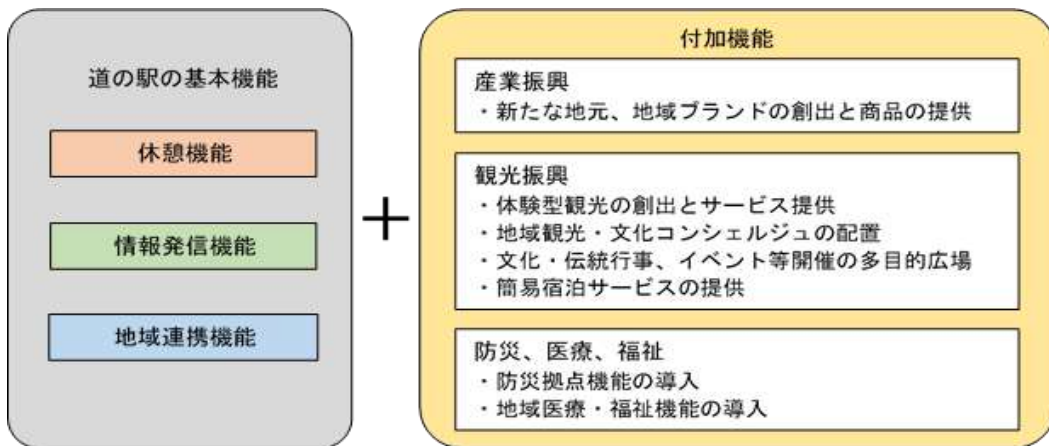 道の駅の基本機能
休憩機能
情報発信機能
地域連携機能
＋
付加機能
産業振興
・新たな地元、地域ブランドの創出と商品の提供
観光振興
・体験型観光の創出とサービス提供
・地域観光・文化コンシェルジュの配置
・文化・伝統行事、イベント等開催の多目的広場
・簡易宿泊サービスの提供
防災、医療、福祉
・防災拠点機能の導入
・地域医療・福祉機能の導入